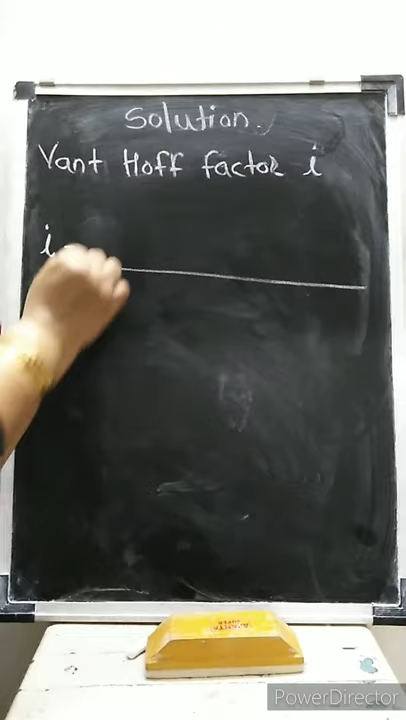 Solution.
Vant Hoff factor i
i
PowerDirector